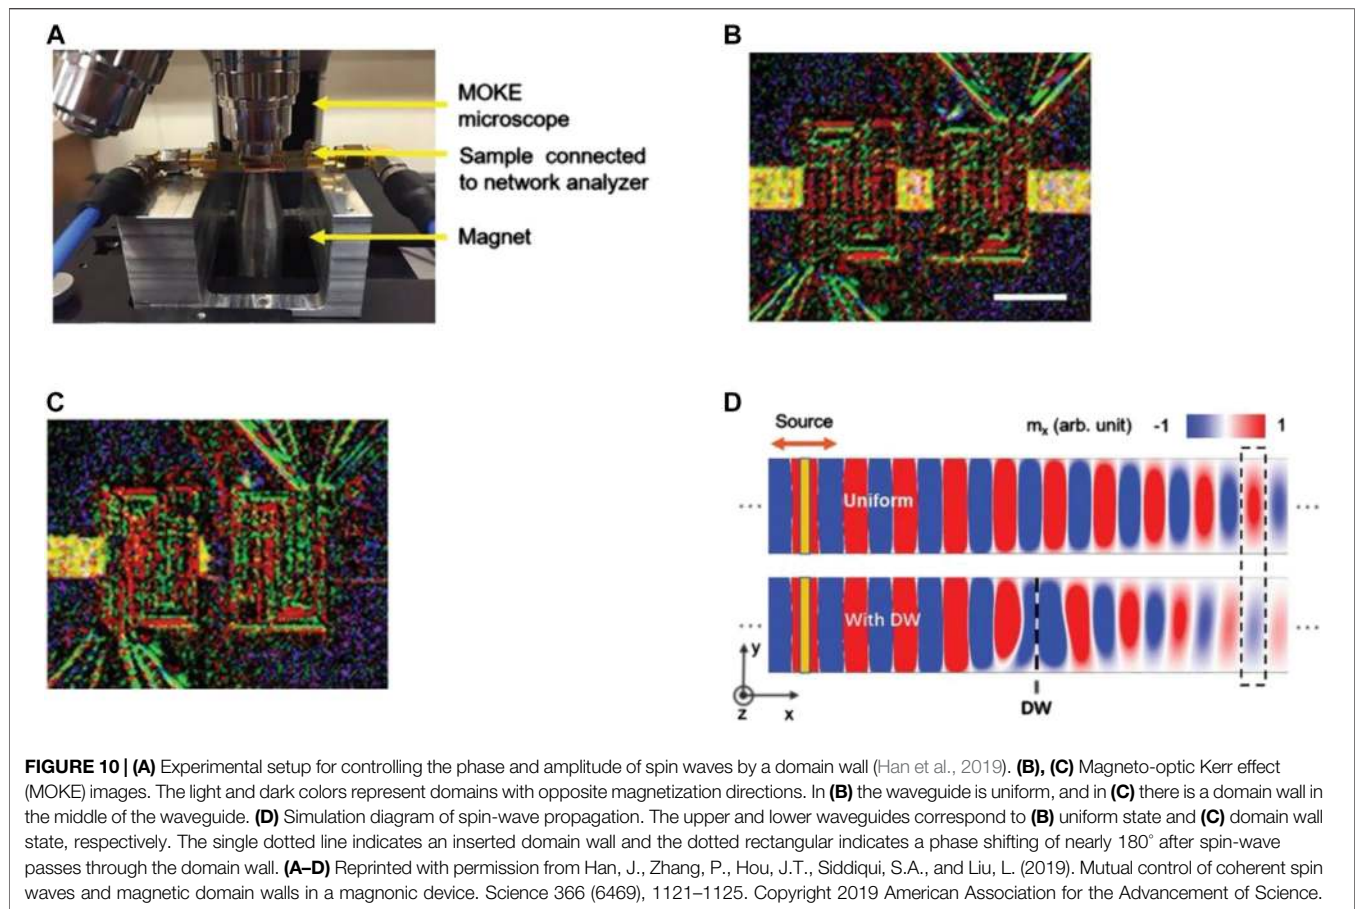 A
MOKE
microscope
Sample connected
to network analyzer
Magnet
B
C
D
Source
mx (arb. unit) -1 1
Uniform
... ...
With DW
... ...
y
z x
DW
FIGURE 10 | (A) Experimental setup for controlling the phase and amplitude of spin waves by a domain wall (Han et al., 2019). (B), (C) Magneto-optic Kerr effect
(MOKE) images. The light and dark colors represent domains with opposite magnetization directions. In (B) the waveguide is uniform, and in (C) there is a domain wall in
the middle of the waveguide. (D) Simulation diagram of spin-wave propagation. The upper and lower waveguides correspond to (B) uniform state and (C) domain wall
state, respectively. The single dotted line indicates an inserted domain wall and the dotted rectangular indicates a phase shifting of nearly 180° after spin-wave
passes through the domain wall. (A–D) Reprinted with permission from Han, J., Zhang, P., Hou, J.T., Siddiqui, S.A., and Liu, L. (2019). Mutual control of coherent spin
waves and magnetic domain walls in a magnonic device. Science 366 (6469), 1121–1125. Copyright 2019 American Association for the Advancement of Science.